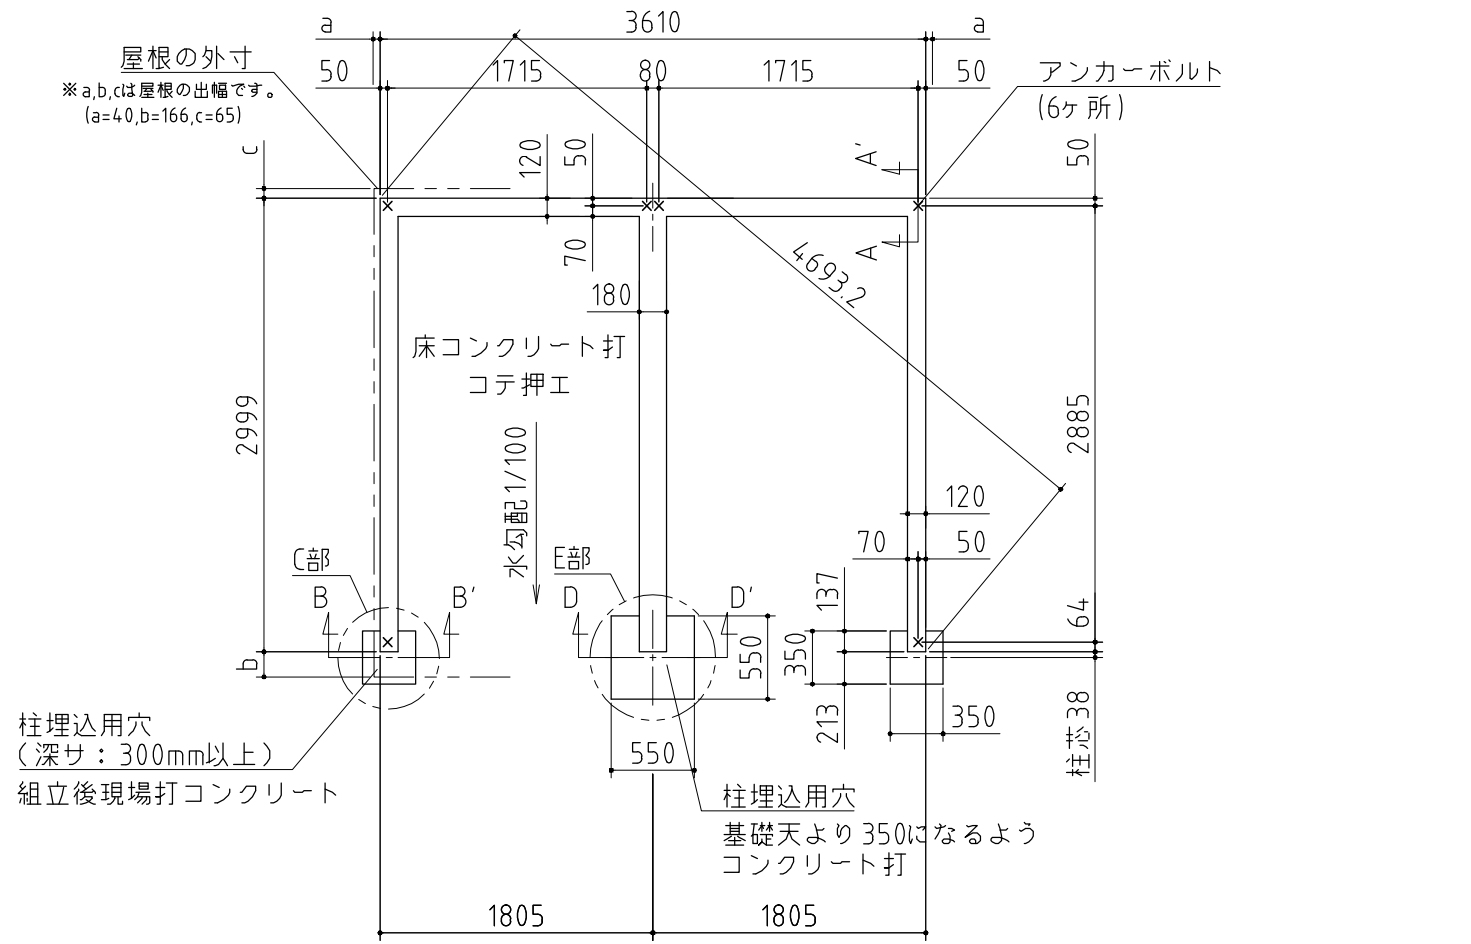 a
3610
a
50
1715
80
1715
50
屋根の外寸
※a,b,cは屋根の出幅です。
(a=40,b=166,c=65)
アンカーボルト
(6ヶ所)
c
120
50
A'
50
70
A
4693.2
180
床コンクリート打
コテ押エ
2999
2885
水勾配1/100
120
70
50
C部
E部
B
B'
D
D'
137
64
b
550
350
213
350
柱芯38
柱埋込用穴
(深サ：300mm以上)
組立後現場打コンクリート
550
柱埋込用穴
基礎天より350になるよう
コンクリート打
1805
1805